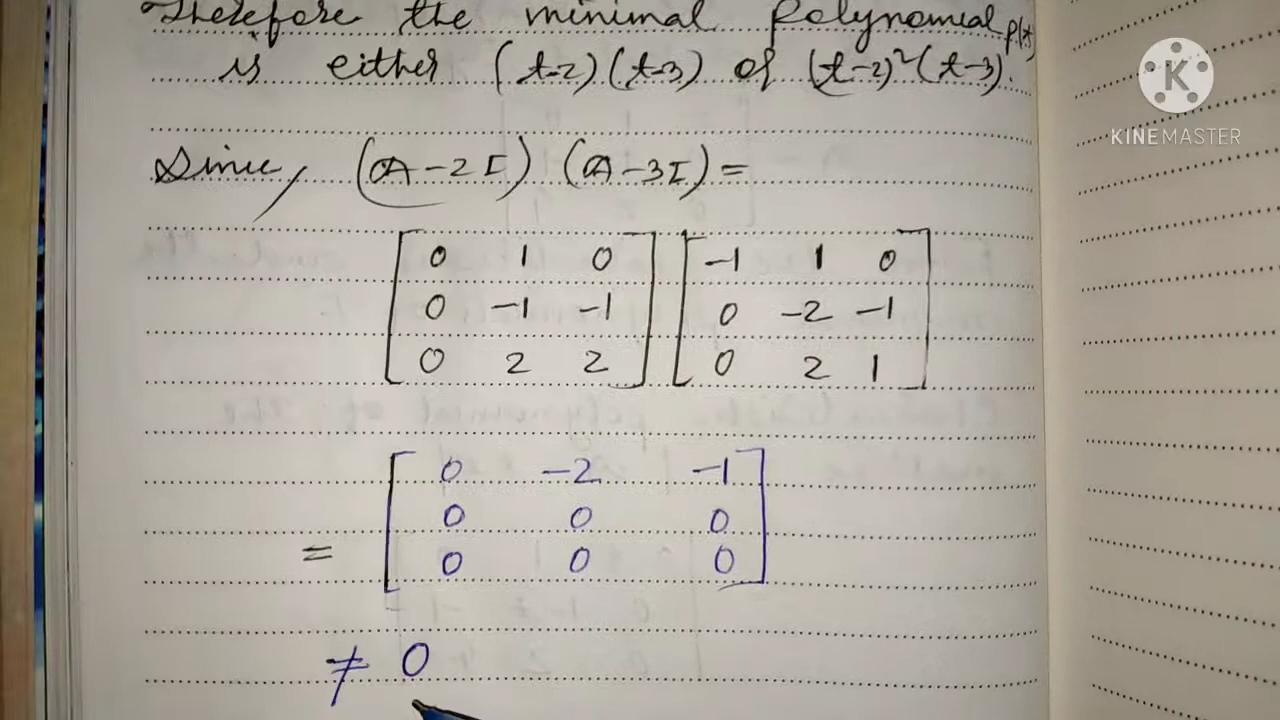 Therefore the minimal polynomial p(t)
is either (t-2)(t-3) of (t-2)²(t-3).
KINEMASTER
Since, (A-2I) (A-3I) =
[0 1 0] [-1 1 0]
[0 -1 -1] [0 -2 -1]
[0 2 2] [0 2 1]
= [0 -2 -1]
[0 0 0]
[0 0 0]
≠ 0